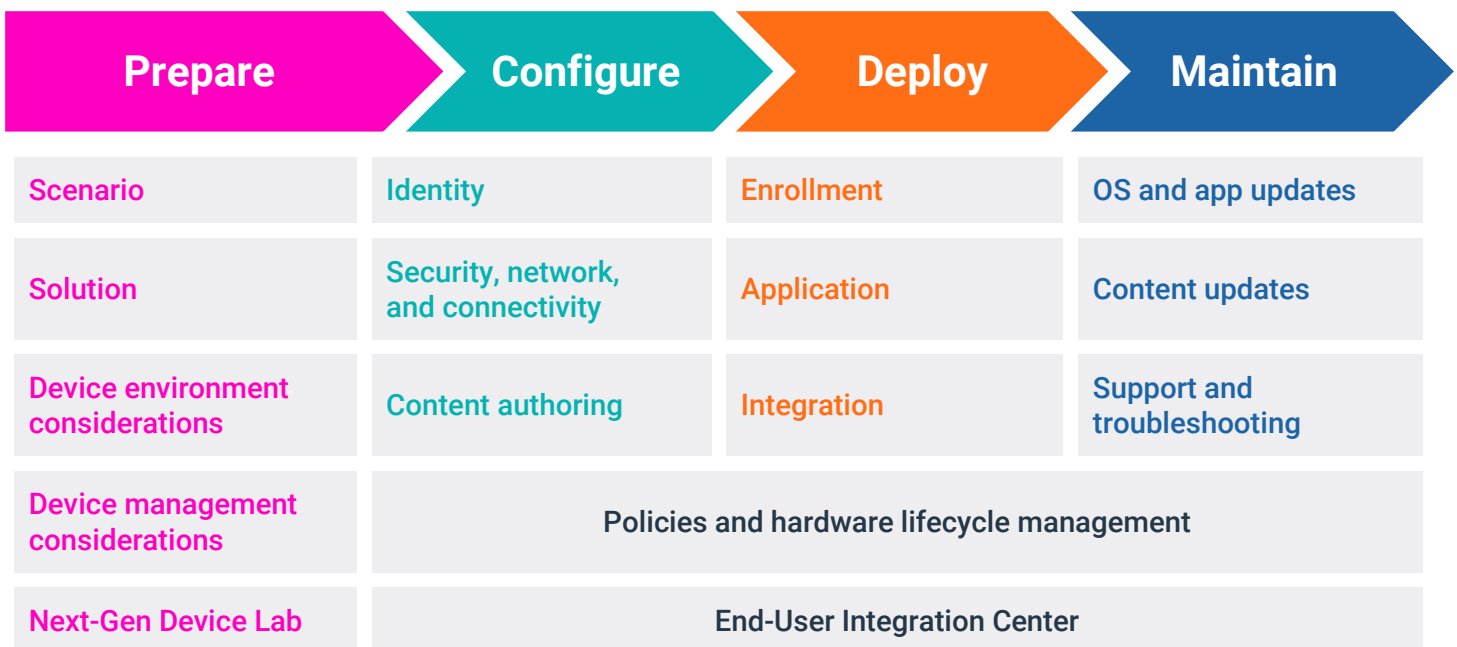 Prepare
Configure
Deploy
Maintain
Scenario
Identity
Enrollment
OS and app updates
Solution
Security, network,
and connectivity
Application
Content updates
Device environment
considerations
Content authoring
Integration
Support and
troubleshooting
Device management
considerations
Policies and hardware lifecycle management
Next-Gen Device Lab
End-User Integration Center